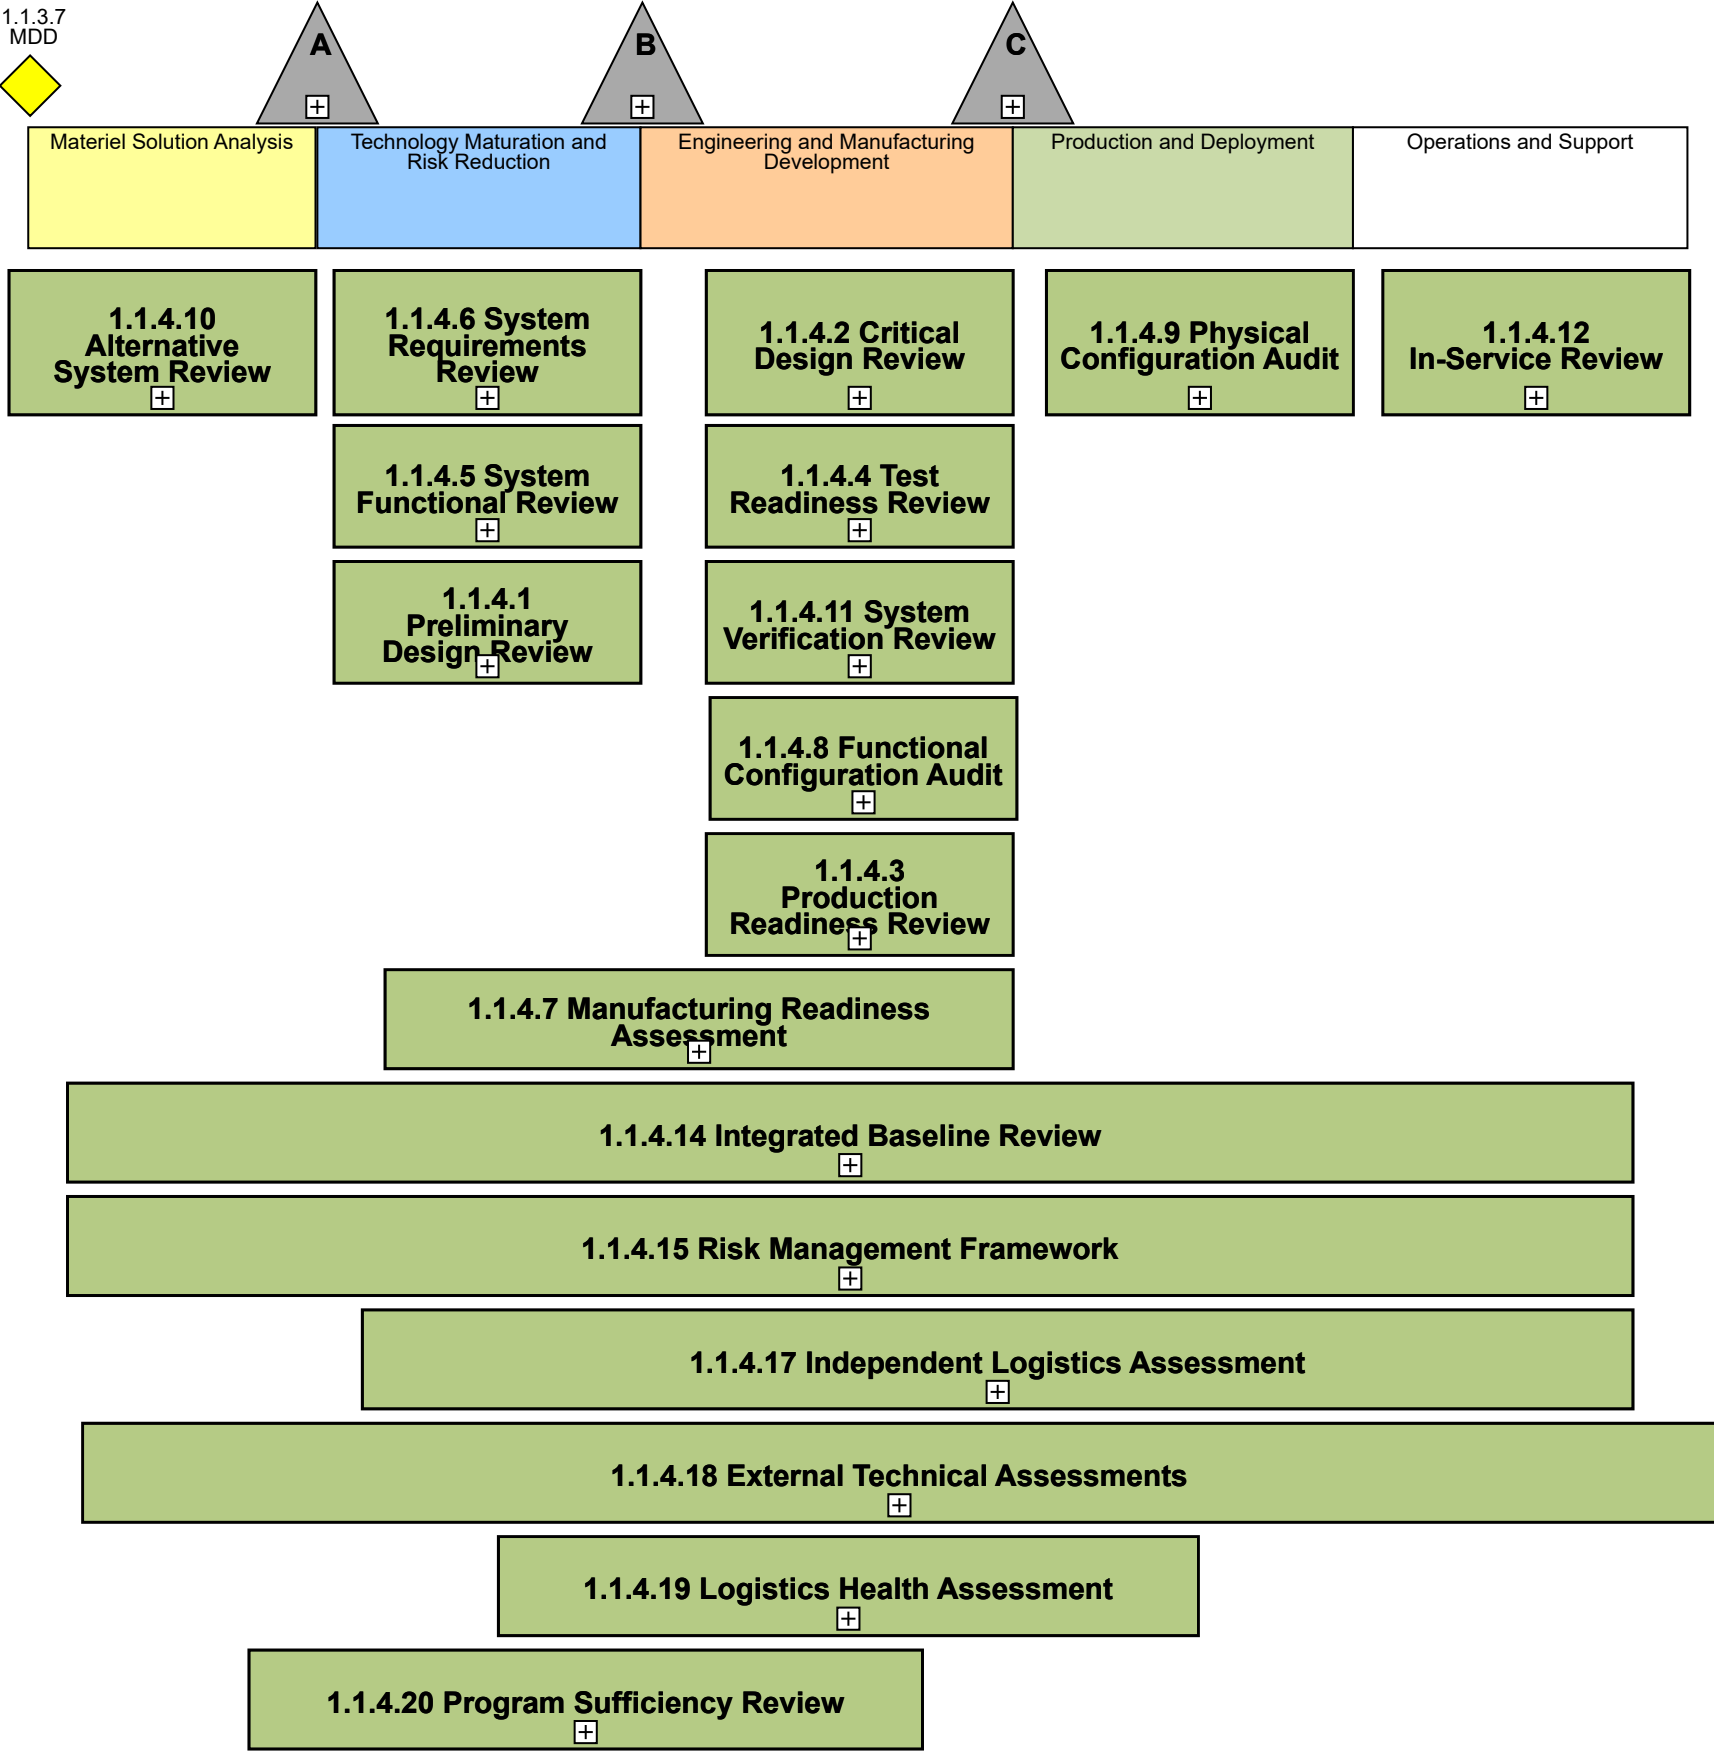 1.1.3.7
MDD
A
B
C
Materiel Solution Analysis
Technology Maturation and
Risk Reduction
Engineering and Manufacturing
Development
Production and Deployment
Operations and Support
1.1.4.10
Alternative
System Review
1.1.4.6 System
Requirements
Review
1.1.4.2 Critical
Design Review
1.1.4.9 Physical
Configuration Audit
1.1.4.12
In-Service Review
1.1.4.5 System
Functional Review
1.1.4.4 Test
Readiness Review
1.1.4.1
Preliminary
Design Review
1.1.4.11 System
Verification Review
1.1.4.8 Functional
Configuration Audit
1.1.4.3
Production
Readiness Review
1.1.4.7 Manufacturing Readiness
Assessment
1.1.4.14 Integrated Baseline Review
1.1.4.15 Risk Management Framework
1.1.4.17 Independent Logistics Assessment
1.1.4.18 External Technical Assessments
1.1.4.19 Logistics Health Assessment
1.1.4.20 Program Sufficiency Review